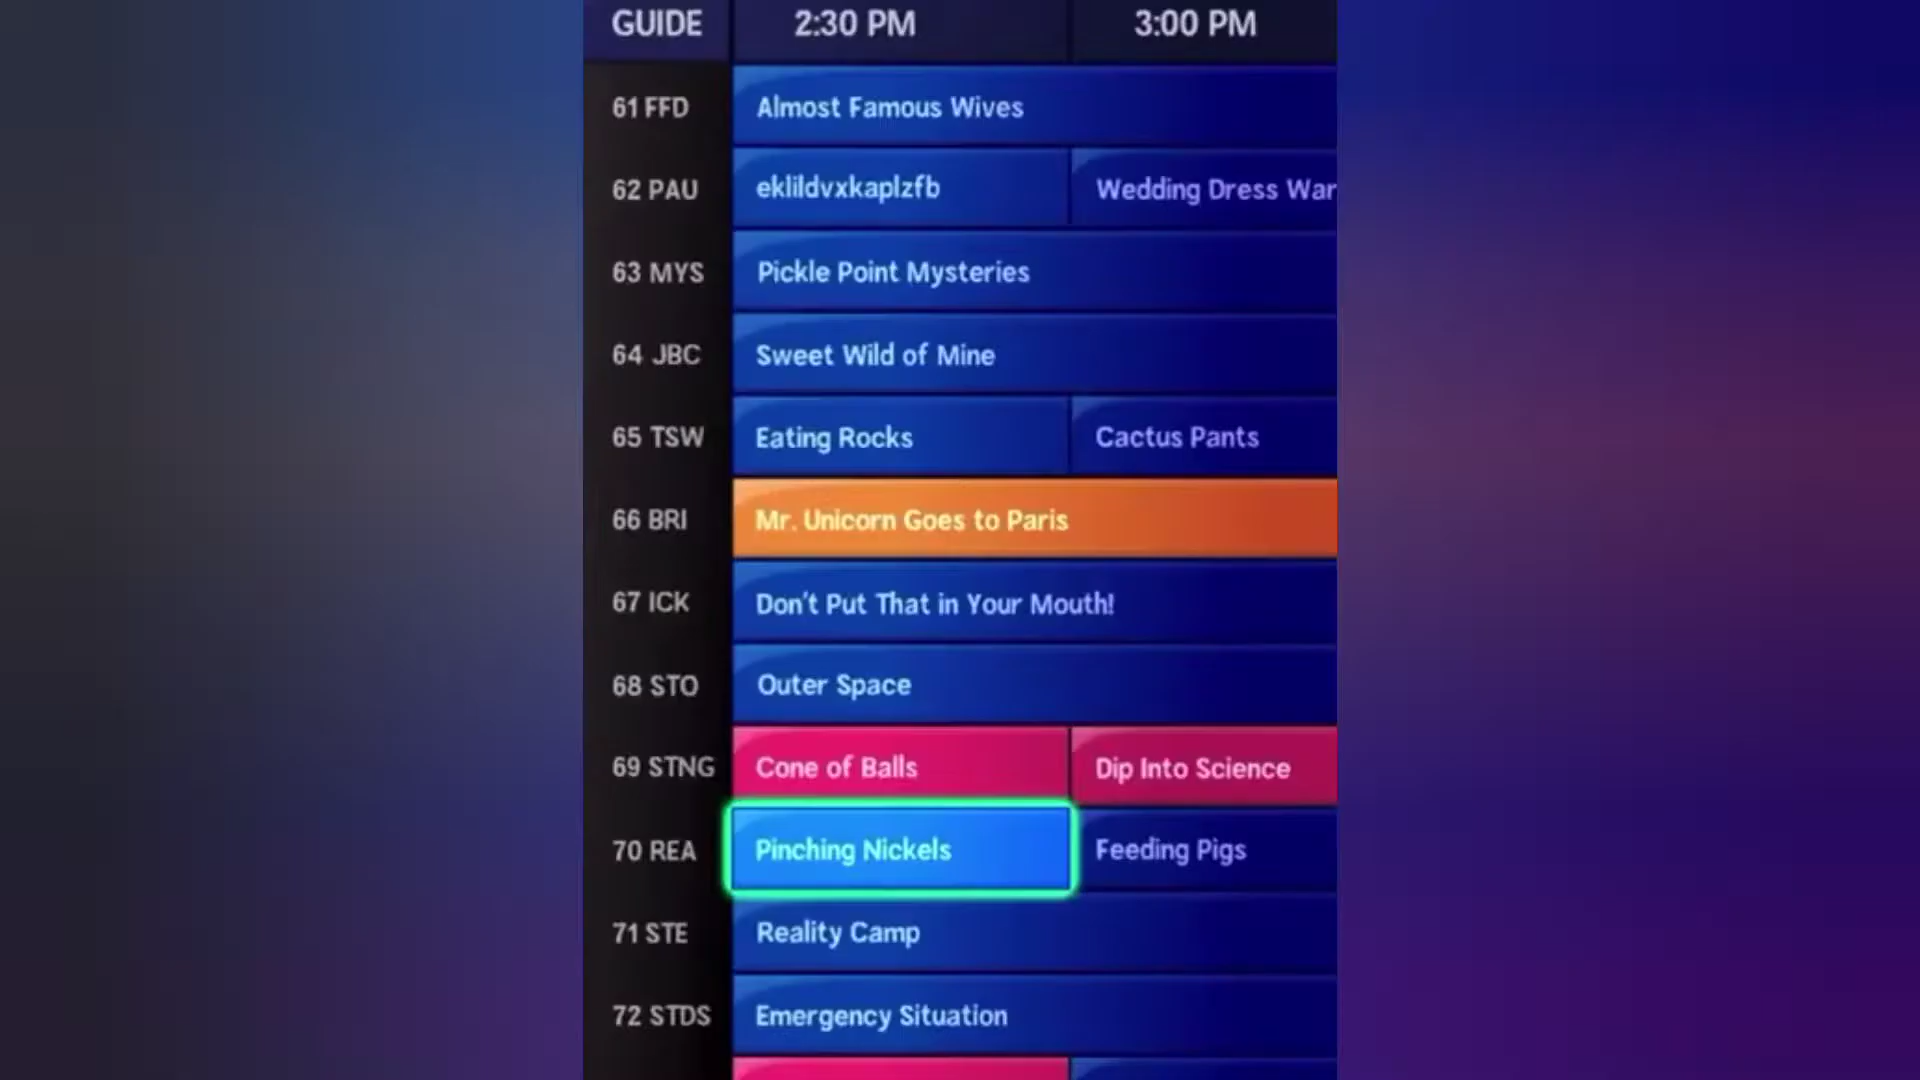 GUIDE 2:30 PM 3:00 PM
61 FFD Almost Famous Wives
62 PAU eklildvxkaplzfb Wedding Dress War
63 MYS Pickle Point Mysteries
64 JBC Sweet Wild of Mine
65 TSW Eating Rocks Cactus Pants
66 BRI Mr. Unicorn Goes to Paris
67 ICK Don't Put That in Your Mouth!
68 STO Outer Space
69 STNG Cone of Balls Dip Into Science
70 REA Pinching Nickels Feeding Pigs
71 STE Reality Camp
72 STDS Emergency Situation